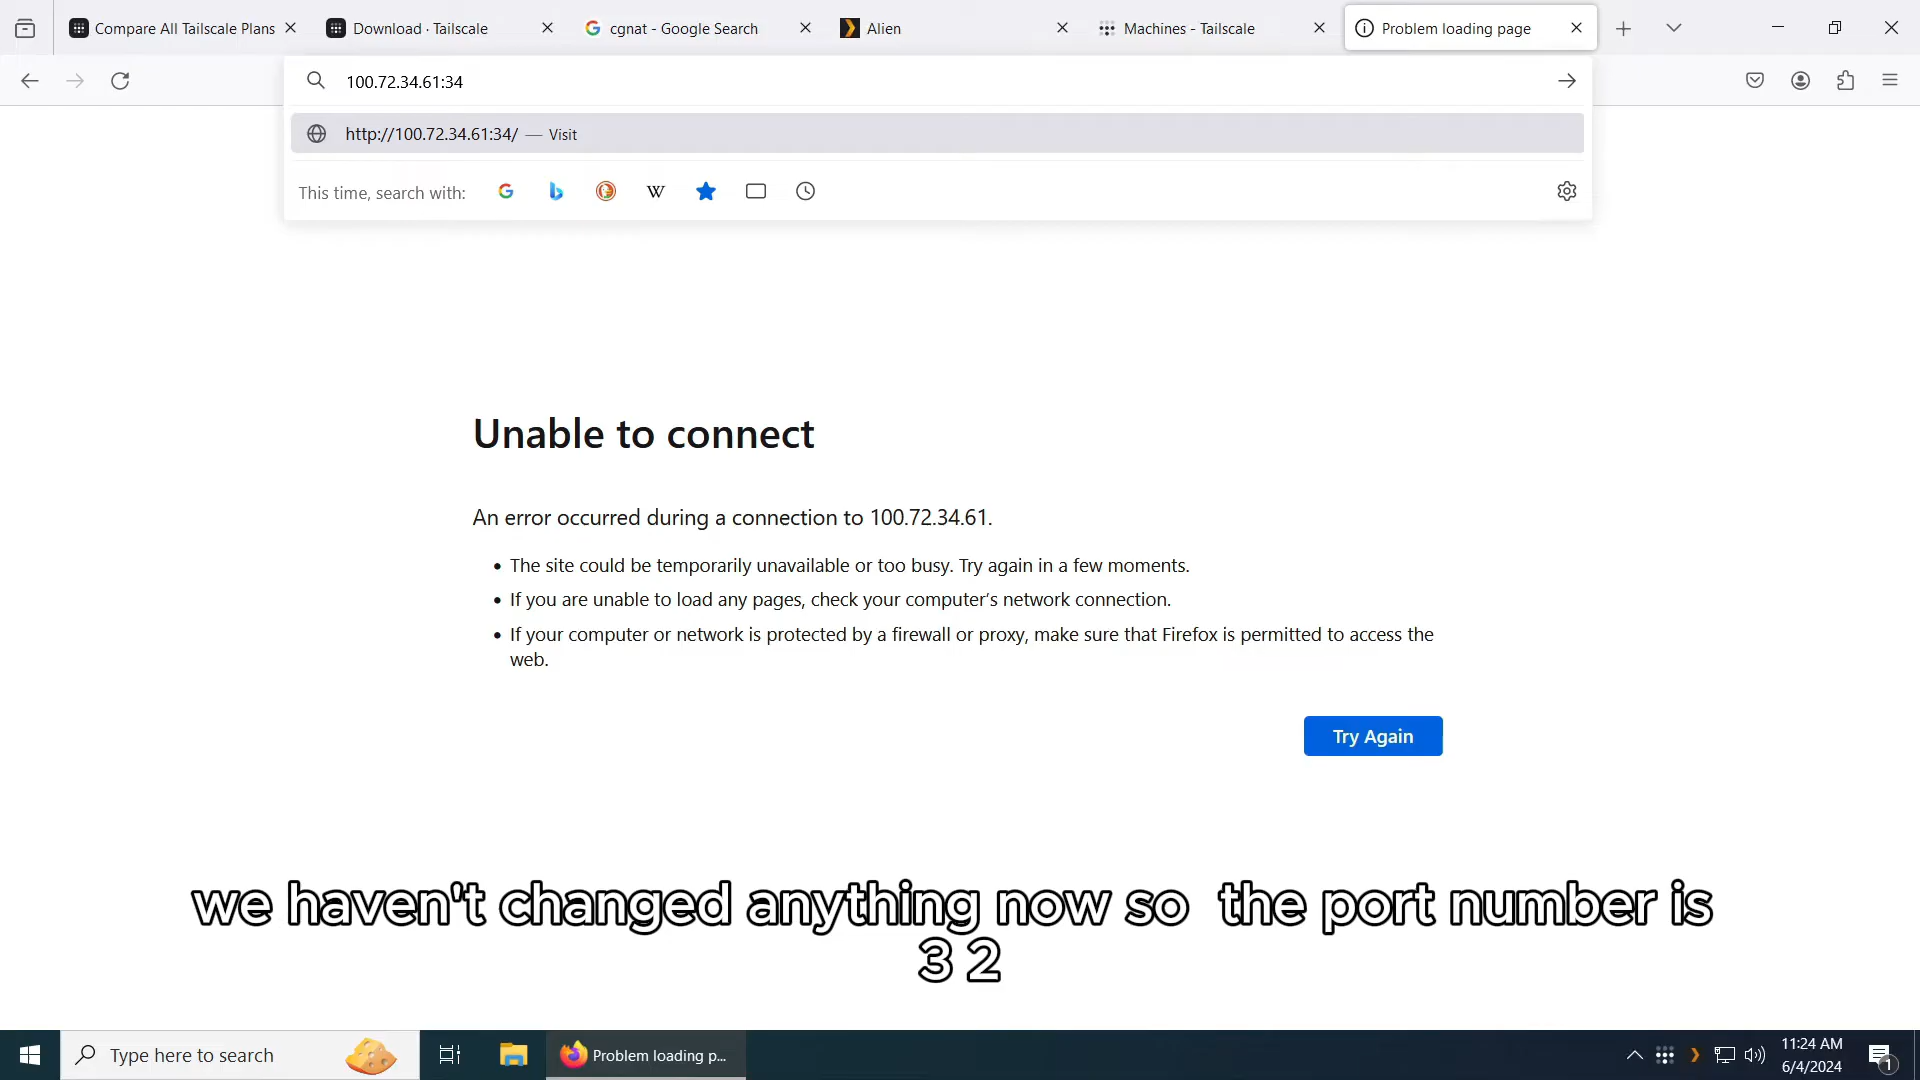 Compare All Tailscale Plans
Download · Tailscale
cgnat - Google Search
Alien
Machines - Tailscale
Problem loading page
100.72.34.61:34
http://100.72.34.61:34/ — Visit
This time, search with:
Unable to connect
An error occurred during a connection to 100.72.34.61.
• The site could be temporarily unavailable or too busy. Try again in a few moments.
• If you are unable to load any pages, check your computer’s network connection.
• If your computer or network is protected by a firewall or proxy, make sure that Firefox is permitted to access the
web.
Try Again
we haven't changed anything now so the port number is
3 2
Type here to search
Problem loading p...
11:24 AM
6/4/2024
1